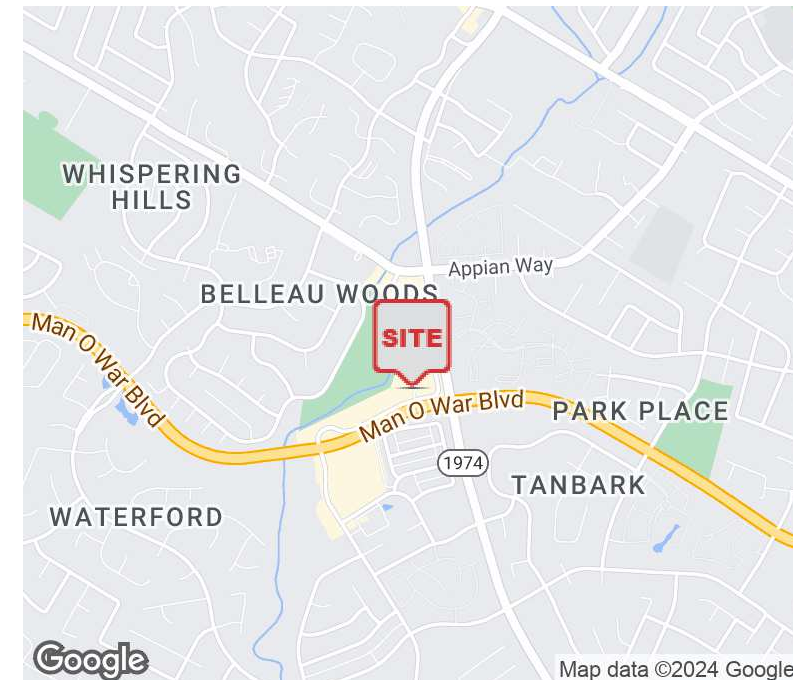 WHISPERING
HILLS
Appian Way
BELLEAU WOODS
Man O War Blvd
SITE
Man O War Blvd
PARK PLACE
1974
TANBARK
WATERFORD
Google
Map data ©2024 Google